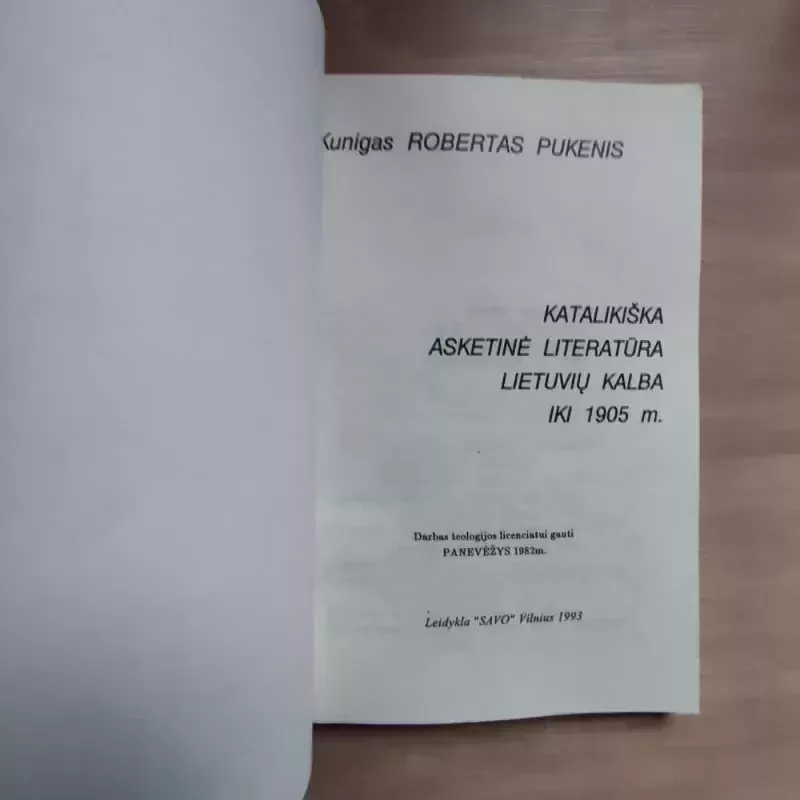 Kunigas ROBERTAS PUKENIS
KATALIKIŠKA
ASKETINĖ LITERATŪRA
LIETUVIŲ KALBA
IKI 1905 m.
Darbas teologijos licenciatui gauti
PANEVĖŽYS 1982m.
Leidykla "SAVO" Vilnius 1993